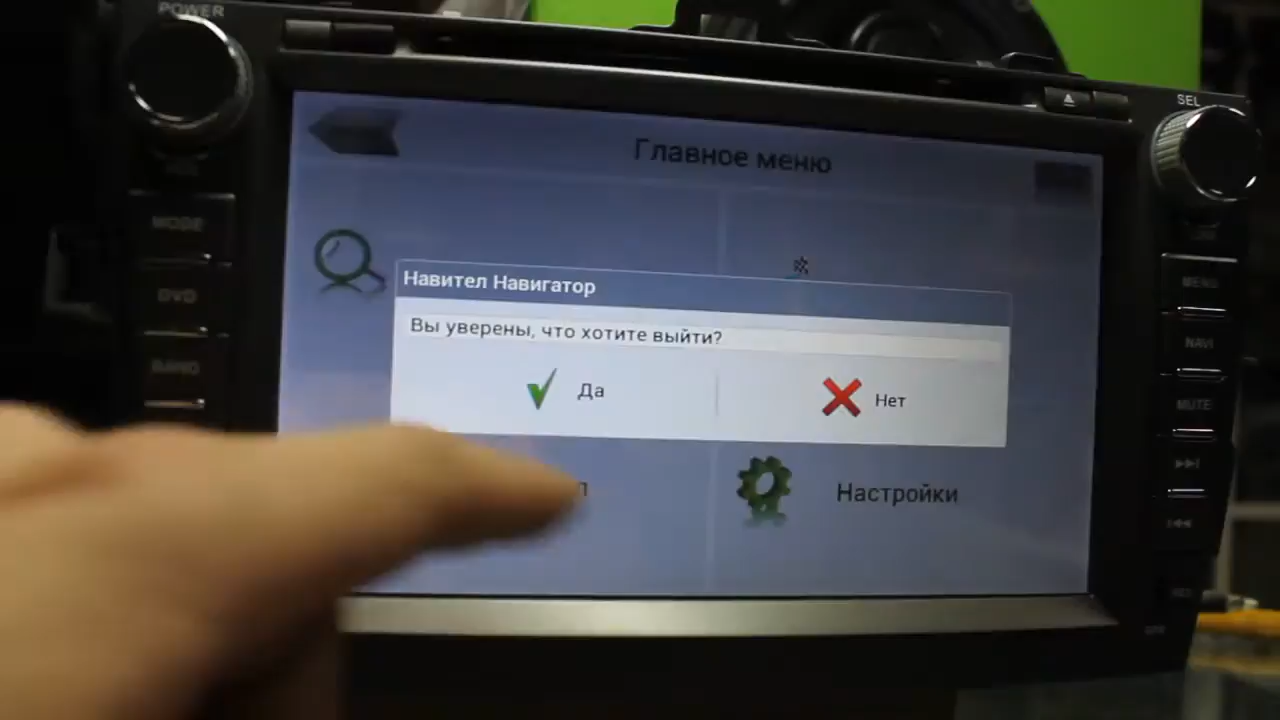 POWER
SEL
Главное меню
MODE
Навител Навигатор
MENU
DVD
Вы уверены, что хотите выйти?
NAVI
BAND
Да
Нет
MUTE
Настройки